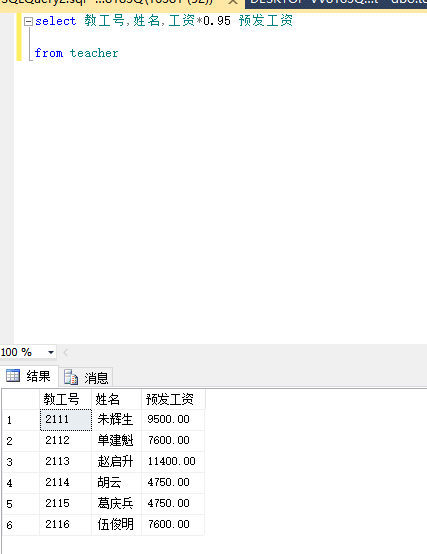 select 教工号,姓名,工资*0.95 预发工资
from teacher
100 %
结果 消息
教工号 姓名 预发工资
1 2111 朱辉生 9500.00
2 2112 单建魁 7600.00
3 2113 赵启升 11400.00
4 2114 胡云 4750.00
5 2115 葛庆兵 4750.00
6 2116 伍俊明 7600.00